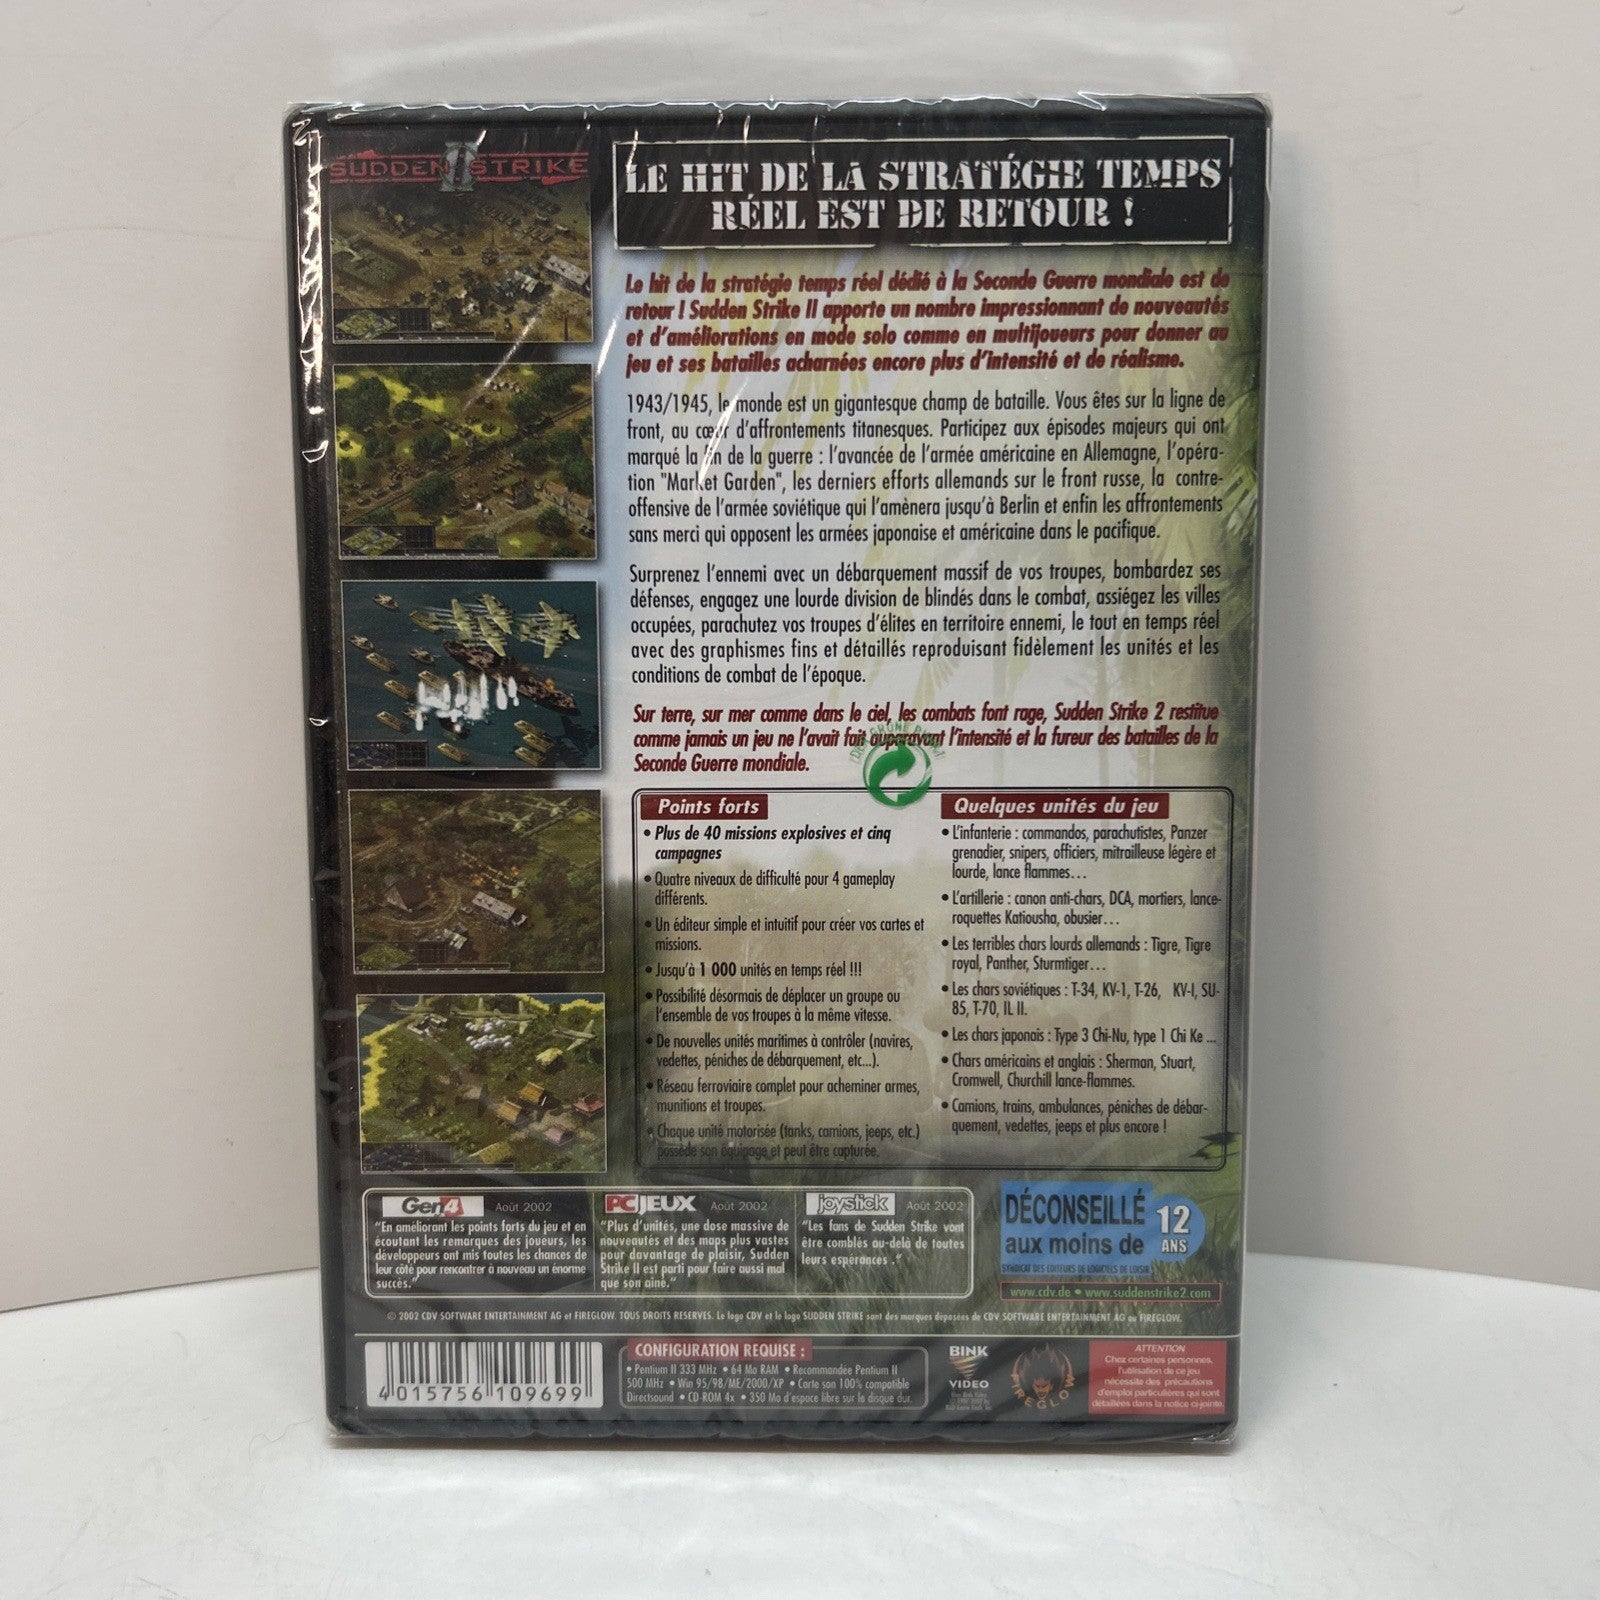 SUDDEN II STRIKE
LE HIT DE LA STRATÉGIE TEMPS
RÉEL EST DE RETOUR !
Le hit de la stratégie temps réel dédié à la Seconde Guerre mondiale est de
retour ! Sudden Strike II apporte un nombre impressionnant de nouveautés
et d'améliorations en mode solo comme en multijoueurs pour donner au
jeu et ses batailles acharnées encore plus d'intensité et de réalisme.
1943/1945, le monde est un gigantesque champ de bataille. Vous êtes sur la ligne de
front, au cœur d'affrontements titanesques. Participez aux épisodes majeurs qui ont
marqué la fin de la guerre : l'avancée de l'armée américaine en Allemagne, l'opéra-
tion "Market Garden", les derniers efforts allemands sur le front russe, la contre-
offensive de l'armée soviétique qui l'amènera jusqu'à Berlin et enfin les affrontements
sans merci qui opposent les armées japonaise et américaine dans le pacifique.
Surprenez l'ennemi avec un débarquement massif de vos troupes, bombardez ses
défenses, engagez une lourde division de blindés dans le combat, assiégez les villes
occupées, parachutez vos troupes d'élites en territoire ennemi, le tout en temps réel
avec des graphismes fins et détaillés reproduisant fidèlement les unités et les
conditions de combat de l'époque.
Sur terre, sur mer comme dans le ciel, les combats font rage, Sudden Strike 2 restitue
comme jamais un jeu ne l'avait fait auparavant l'intensité et la fureur des batailles de la
Seconde Guerre mondiale.
Points forts
• Plus de 40 missions explosives et cinq
campagnes
• Quatre niveaux de difficulté pour 4 gameplay
différents.
• Un éditeur simple et intuitif pour créer vos cartes et
missions.
• Jusqu'à 1 000 unités en temps réel !!!
• Possibilité désormais de déplacer un groupe ou
l'ensemble de vos troupes à la même vitesse.
• De nouvelles unités maritimes à contrôler (navires,
vedettes, péniches de débarquement, etc...).
• Réseau ferroviaire complet pour acheminer armes,
munitions et troupes.
• Chaque unité motorisée (tanks, camions, jeeps, etc.)
possède son équipage et peut être capturée.
Quelques unités du jeu
• L'infanterie : commandos, parachutistes, Panzer
grenadier, snipers, officiers, mitrailleuse légère et
lourde, lance flammes...
• L'artillerie : canon anti-chars, DCA, mortiers, lance-
roquettes Katiousha, obusier...
• Les terribles chars lourds allemands : Tigre, Tigre
royal, Panther, Sturmtiger...
• Les chars soviétiques : T-34, KV-1, T-26, KV-I, SU-
85, T-70, IL II.
• Les chars japonais : Type 3 Chi-Nu, type 1 Chi Ke ...
• Chars américains et anglais : Sherman, Stuart,
Cromwell, Churchill lance-flammes.
• Camions, trains, ambulances, péniches de débar-
quement, vedettes, jeeps et plus encore !
Gen4 Août 2002
"En améliorant les points forts du jeu et en
écoutant les remarques des joueurs, les
développeurs ont mis toutes les chances de
leur côté pour rencontrer à nouveau un énorme
succès."
PC JEUX Août 2002
"Plus d'unités, une dose massive de
nouveautés et des maps plus vastes
pour davantage de plaisir, Sudden
Strike II est parti pour faire aussi mal
que son aîné."
joystick Août 2002
"Les fans de Sudden Strike vont
être comblés au-delà de toutes
leurs espérances ."
DÉCONSEILLÉ
aux moins de
12
ANS
SYNDICAT DES EDITEURS DE LOGICIELS DE LOISIR
www.cdv.de • www.suddenstrike2.com
© 2002 CDV SOFTWARE ENTERTAINMENT AG et FIREGLOW. TOUS DROITS RESERVES. Le logo CDV et le logo SUDDEN STRIKE sont des marques déposées de CDV SOFTWARE ENTERTAINMENT AG ou FIREGLOW.
4 015756 109699
CONFIGURATION REQUISE :
• Pentium II 333 MHz • 64 Mo RAM • Recommandée Pentium II
500 MHz • Win 95/98/ME/2000/XP • Carte son 100% compatible
Directsound • CD-ROM 4x • 350 Mo d'espace libre sur le disque dur.
BINK
VIDEO
FIREGLOW
ATTENTION
Chez certaines personnes,
l'utilisation de ce jeu
nécessite des précautions
d'emploi particulières qui sont
détaillées dans la notice ci-jointe.